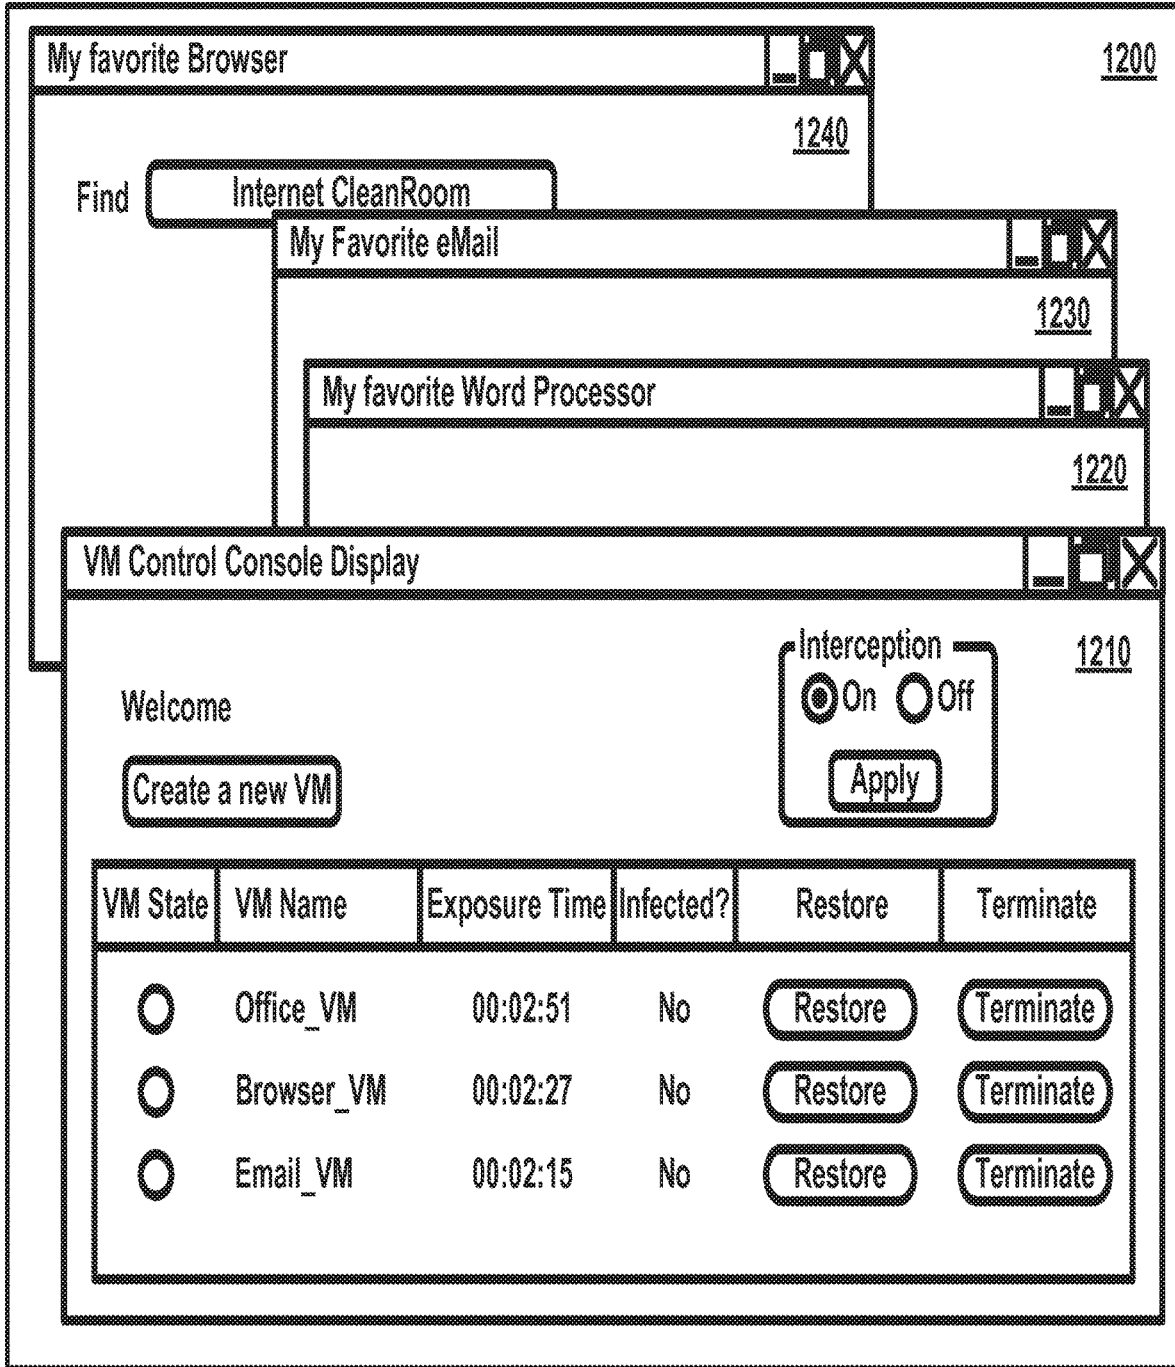 My favorite Browser
1200
1240
Find Internet CleanRoom
My Favorite eMail
1230
My favorite Word Processor
1220
VM Control Console Display
1210
Interception
On Off
Apply
Welcome
Create a new VM
VM State VM Name Exposure Time Infected? Restore Terminate
Office_VM 00:02:51 No Restore Terminate
Browser_VM 00:02:27 No Restore Terminate
Email_VM 00:02:15 No Restore Terminate